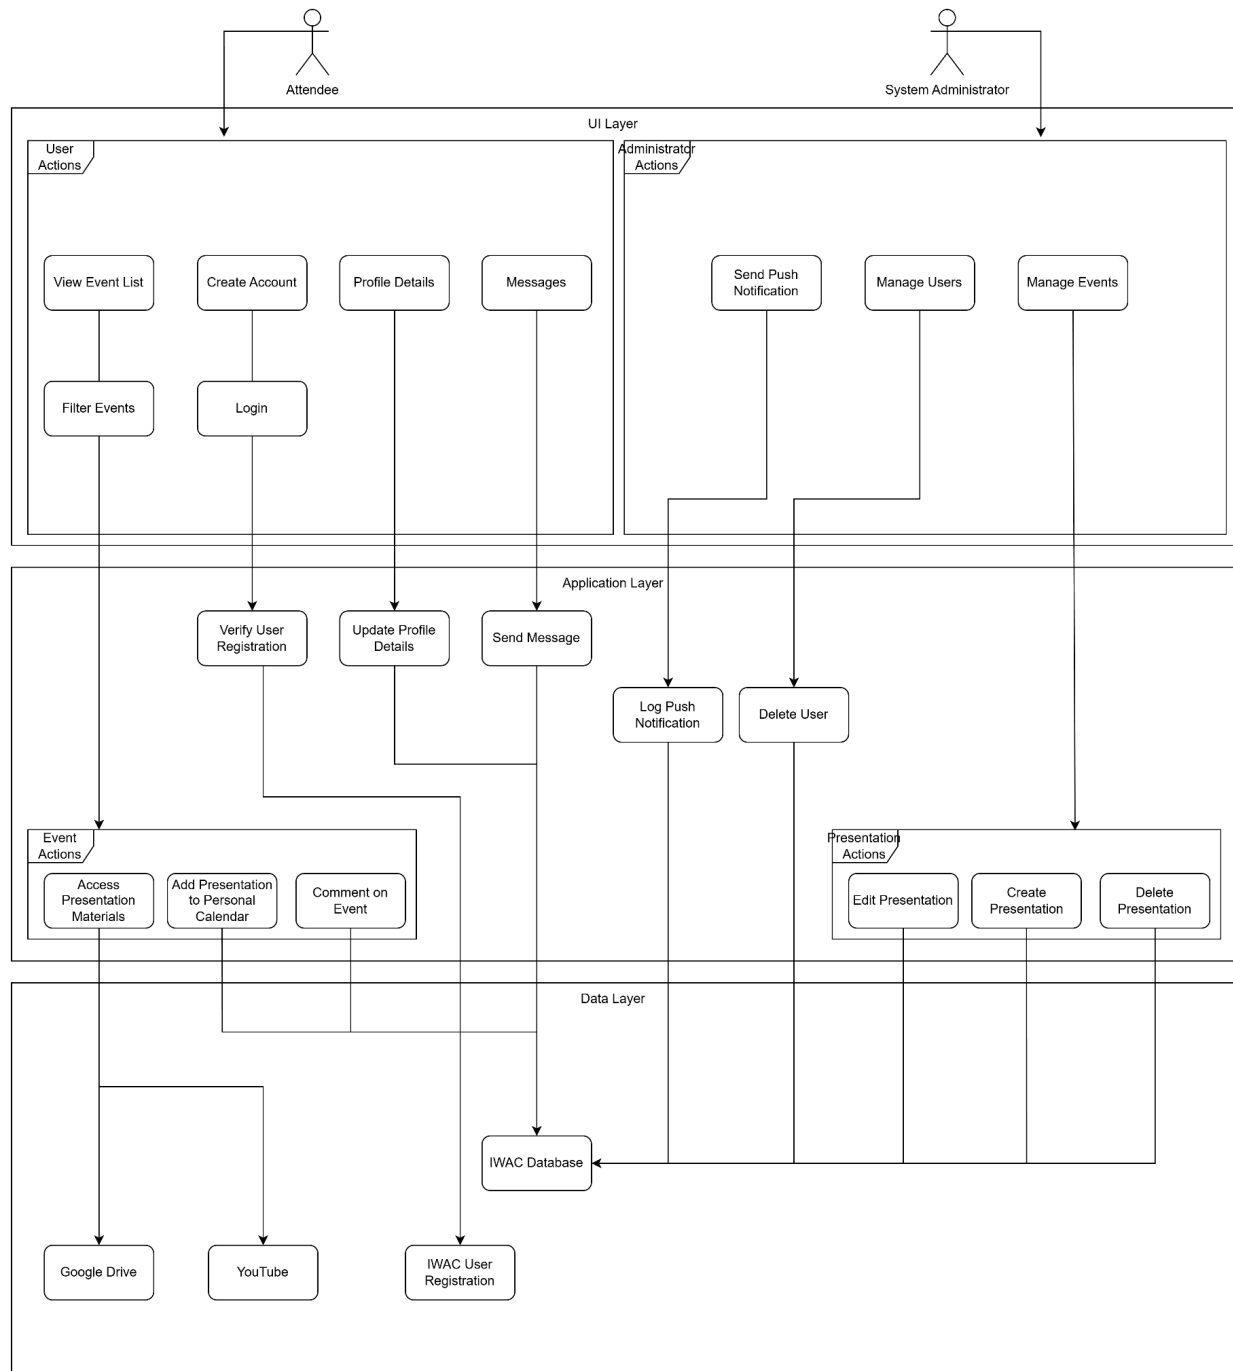 Attendee
System Administrator
UI Layer
User
Actions
Administrator
Actions
View Event List
Create Account
Profile Details
Messages
Send Push
Notification
Manage Users
Manage Events
Filter Events
Login
Application Layer
Verify User
Registration
Update Profile
Details
Send Message
Log Push
Notification
Delete User
Event
Actions
Access
Presentation
Materials
Add Presentation
to Personal
Calendar
Comment on
Event
Presentation
Actions
Edit Presentation
Create
Presentation
Delete
Presentation
Data Layer
IWAC Database
Google Drive
YouTube
IWAC User
Registration